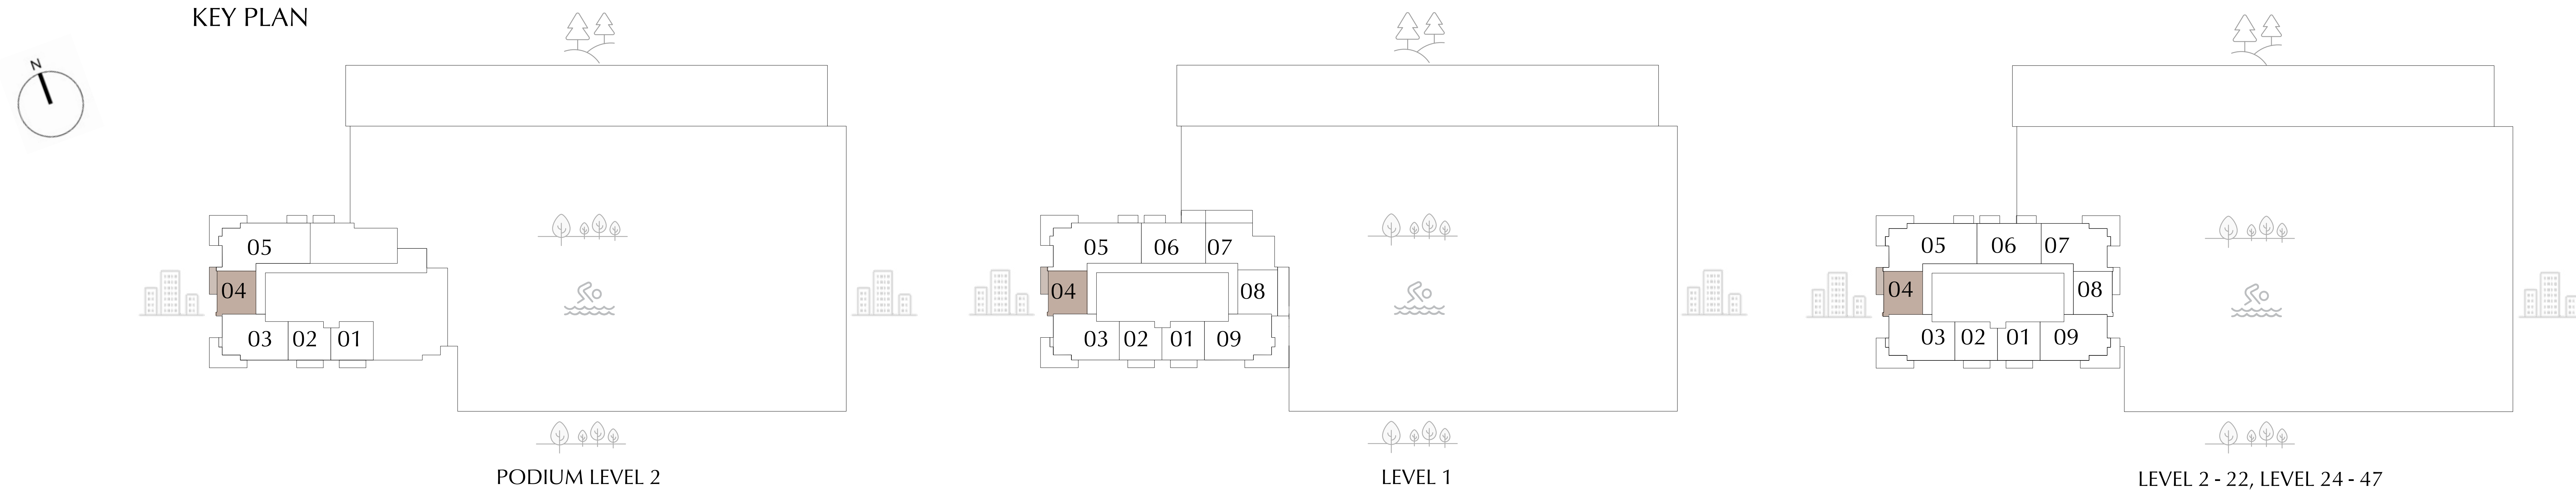 KEY PLAN
N
05
04
03 02 01
PODIUM LEVEL 2
05 06 07
04 08
03 02 01 09
LEVEL 1
05 06 07
04 08
03 02 01 09
LEVEL 2 - 22, LEVEL 24 - 47